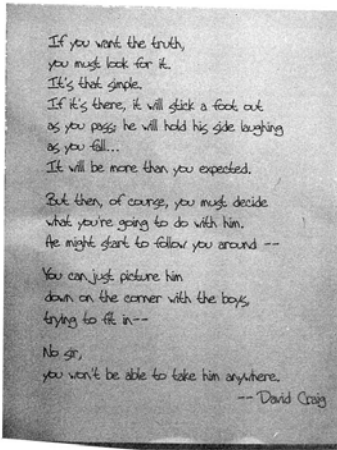 If you want the truth,
you must look for it.
It's that simple.
If it's there, it will stick a foot out
as you pass; he will hold his side laughing
as you fall...
It will be more than you expected.
But then, of course, you must decide
what you're going to do with him.
He might start to follow you around --
You can just picture him
down on the corner with the boys,
trying to fit in--
No sir,
you won't be able to take him anywhere.
-- David Craig